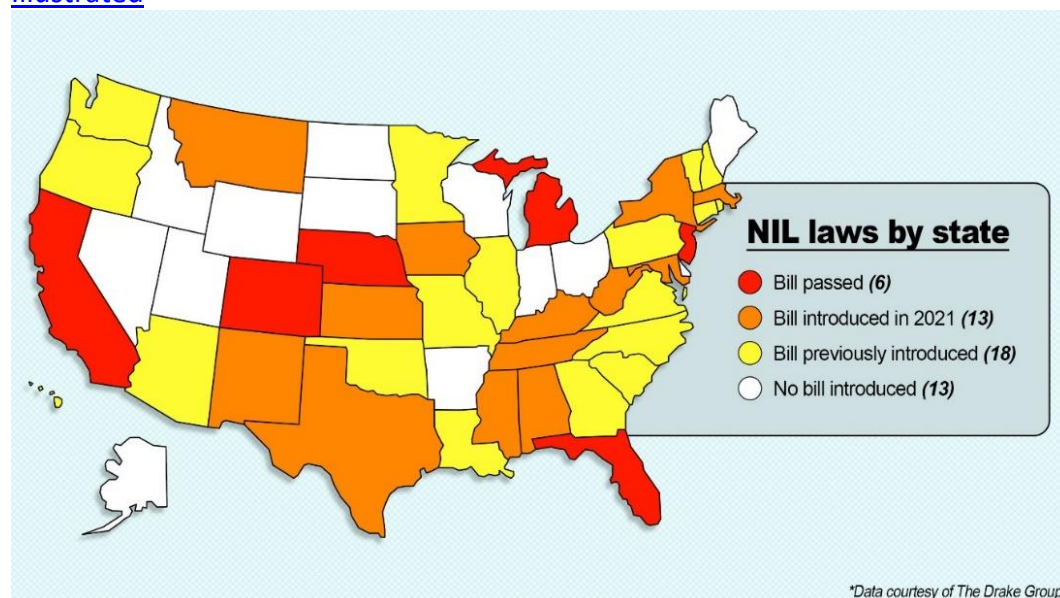 Illustrated
NIL laws by state
Bill passed (6)
Bill introduced in 2021 (13)
Bill previously introduced (18)
No bill introduced (13)
*Data courtesy of The Drake Group